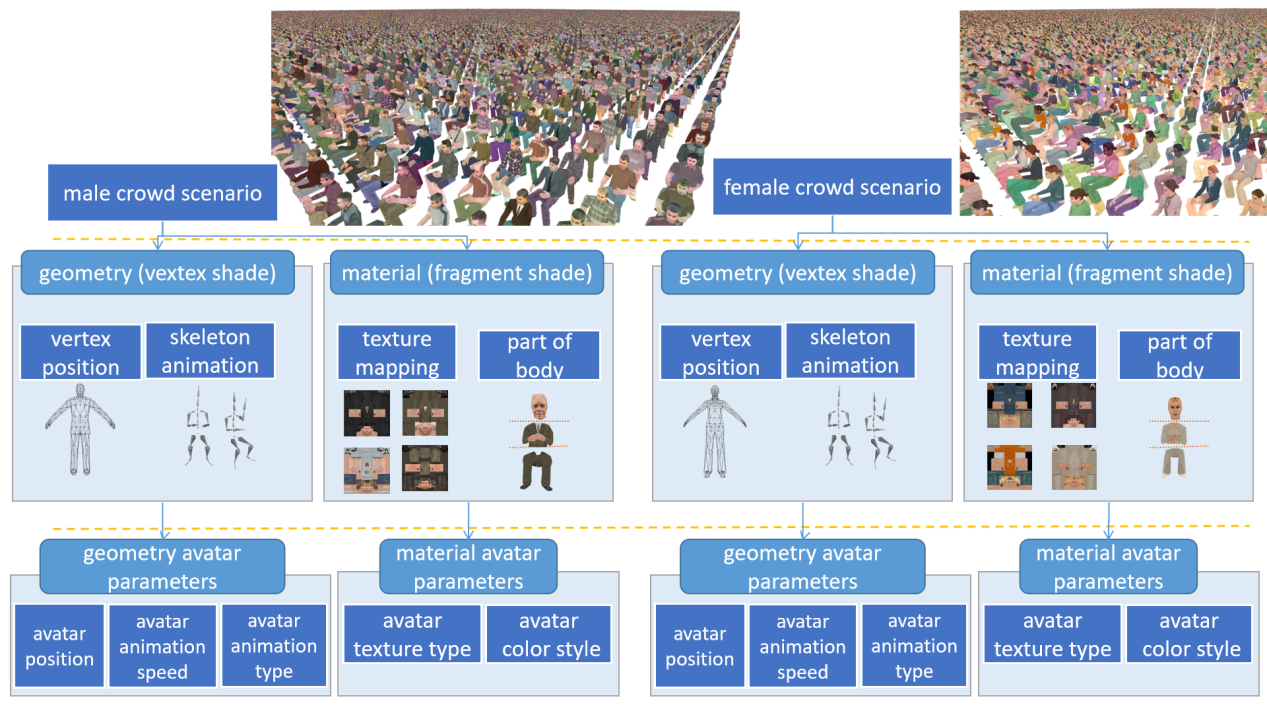 male crowd scenario
female crowd scenario
geometry (vextex shade)
material (fragment shade)
geometry (vextex shade)
material (fragment shade)
vertex
position
skeleton
animation
texture
mapping
part of
body
vertex
position
skeleton
animation
texture
mapping
part of
body
geometry avatar
parameters
material avatar
parameters
geometry avatar
parameters
material avatar
parameters
avatar
position
avatar
animation
speed
avatar
animation
type
avatar
texture type
avatar
color style
avatar
position
avatar
animation
speed
avatar
animation
type
avatar
texture type
avatar
color style